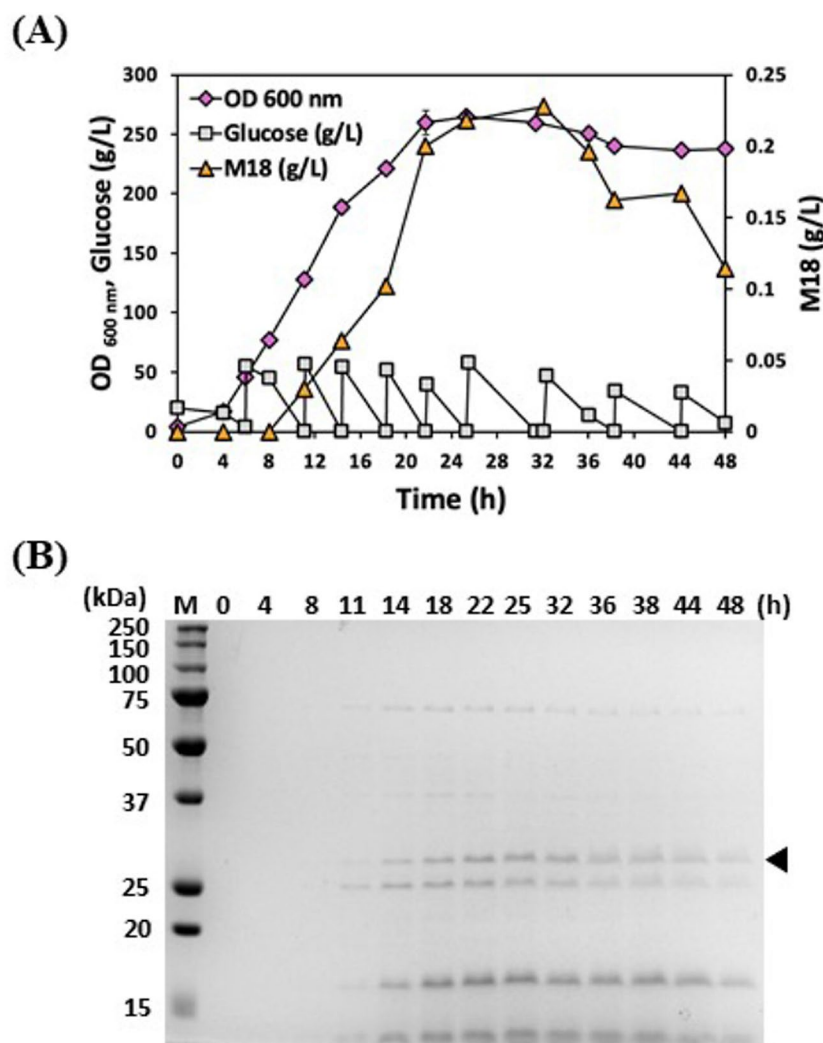 (A)
300 0.25
OD 600 nm
250
Glucose (g/L)
0.2
M18 (g/L)
200
0.15
150
0.1
100
0.05
50
0 0
OD 600 nm, Glucose (g/L)
M18 (g/L)
0 4 8 12 16 20 24 28 32 36 40 44 48
Time (h)
(B)
(kDa) M 0 4 8 11 14 18 22 25 32 36 38 44 48 (h)
250
150
100
75
50
37
25
20
15